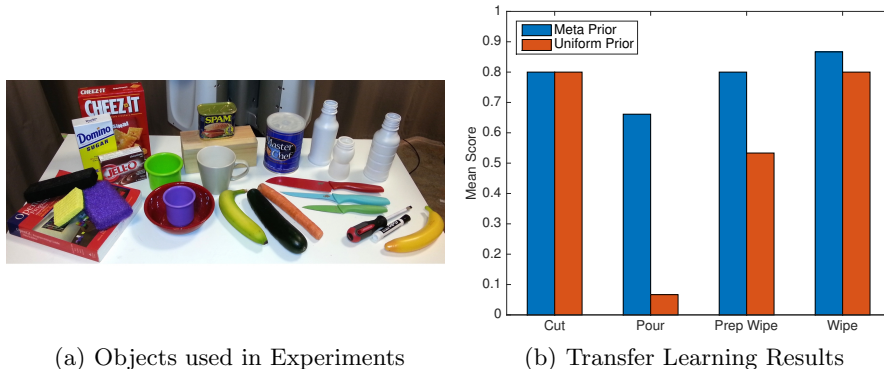 CHEEZ-IT
CHEEZ-IT
Domino
SUGAR
JELL-O
SPAM
Master
Chef
(a) Objects used in Experiments
Meta Prior
Uniform Prior
Mean Score
1
0.9
0.8
0.7
0.6
0.5
0.4
0.3
0.2
0.1
0
Cut
Pour
Prep Wipe
Wipe
(b) Transfer Learning Results